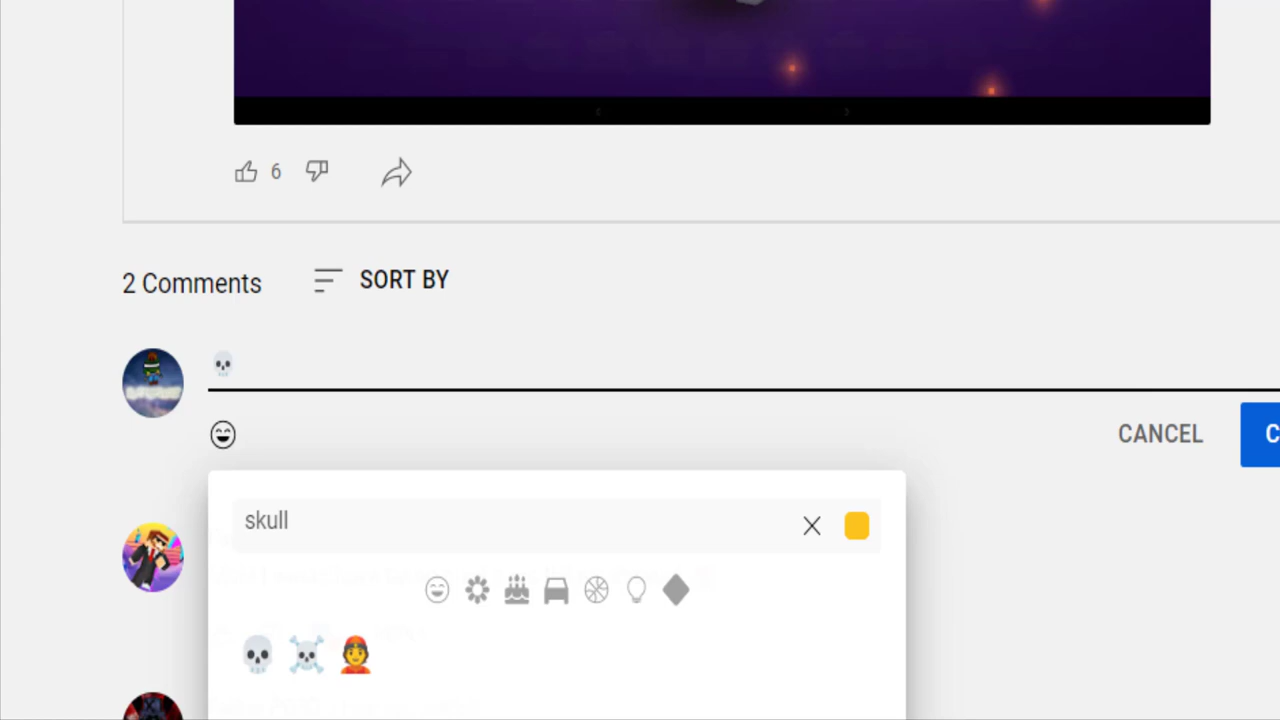 6
2 Comments
SORT BY
💀
CANCEL
C
skull
💀 ☠️ 👲